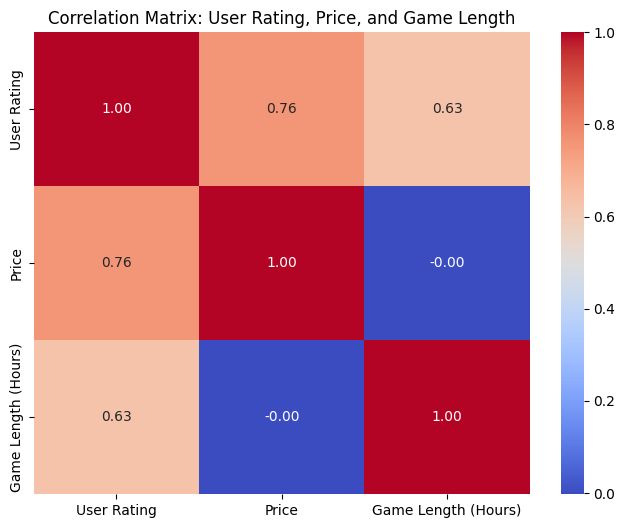 Correlation Matrix: User Rating, Price, and Game Length
User Rating
1.00
0.76
0.63
Price
0.76
1.00
-0.00
Game Length (Hours)
0.63
-0.00
1.00
User Rating
Price
Game Length (Hours)
1.0
0.8
0.6
0.4
0.2
0.0